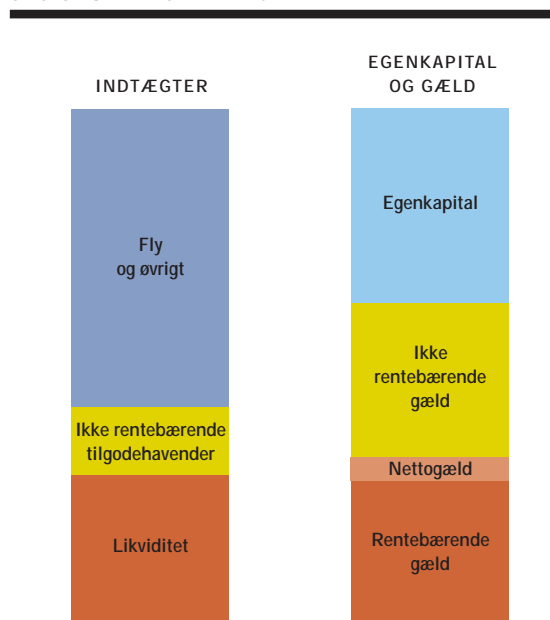 INDTÆGTER
Fly
og øvrigt
Ikke rentebærende
tilgodehavender
Likviditet
EGENKAPITAL
OG GÆLD
Egenkapital
Ikke
rentebærende
gæld
Nettogæld
Rentebærende
gæld